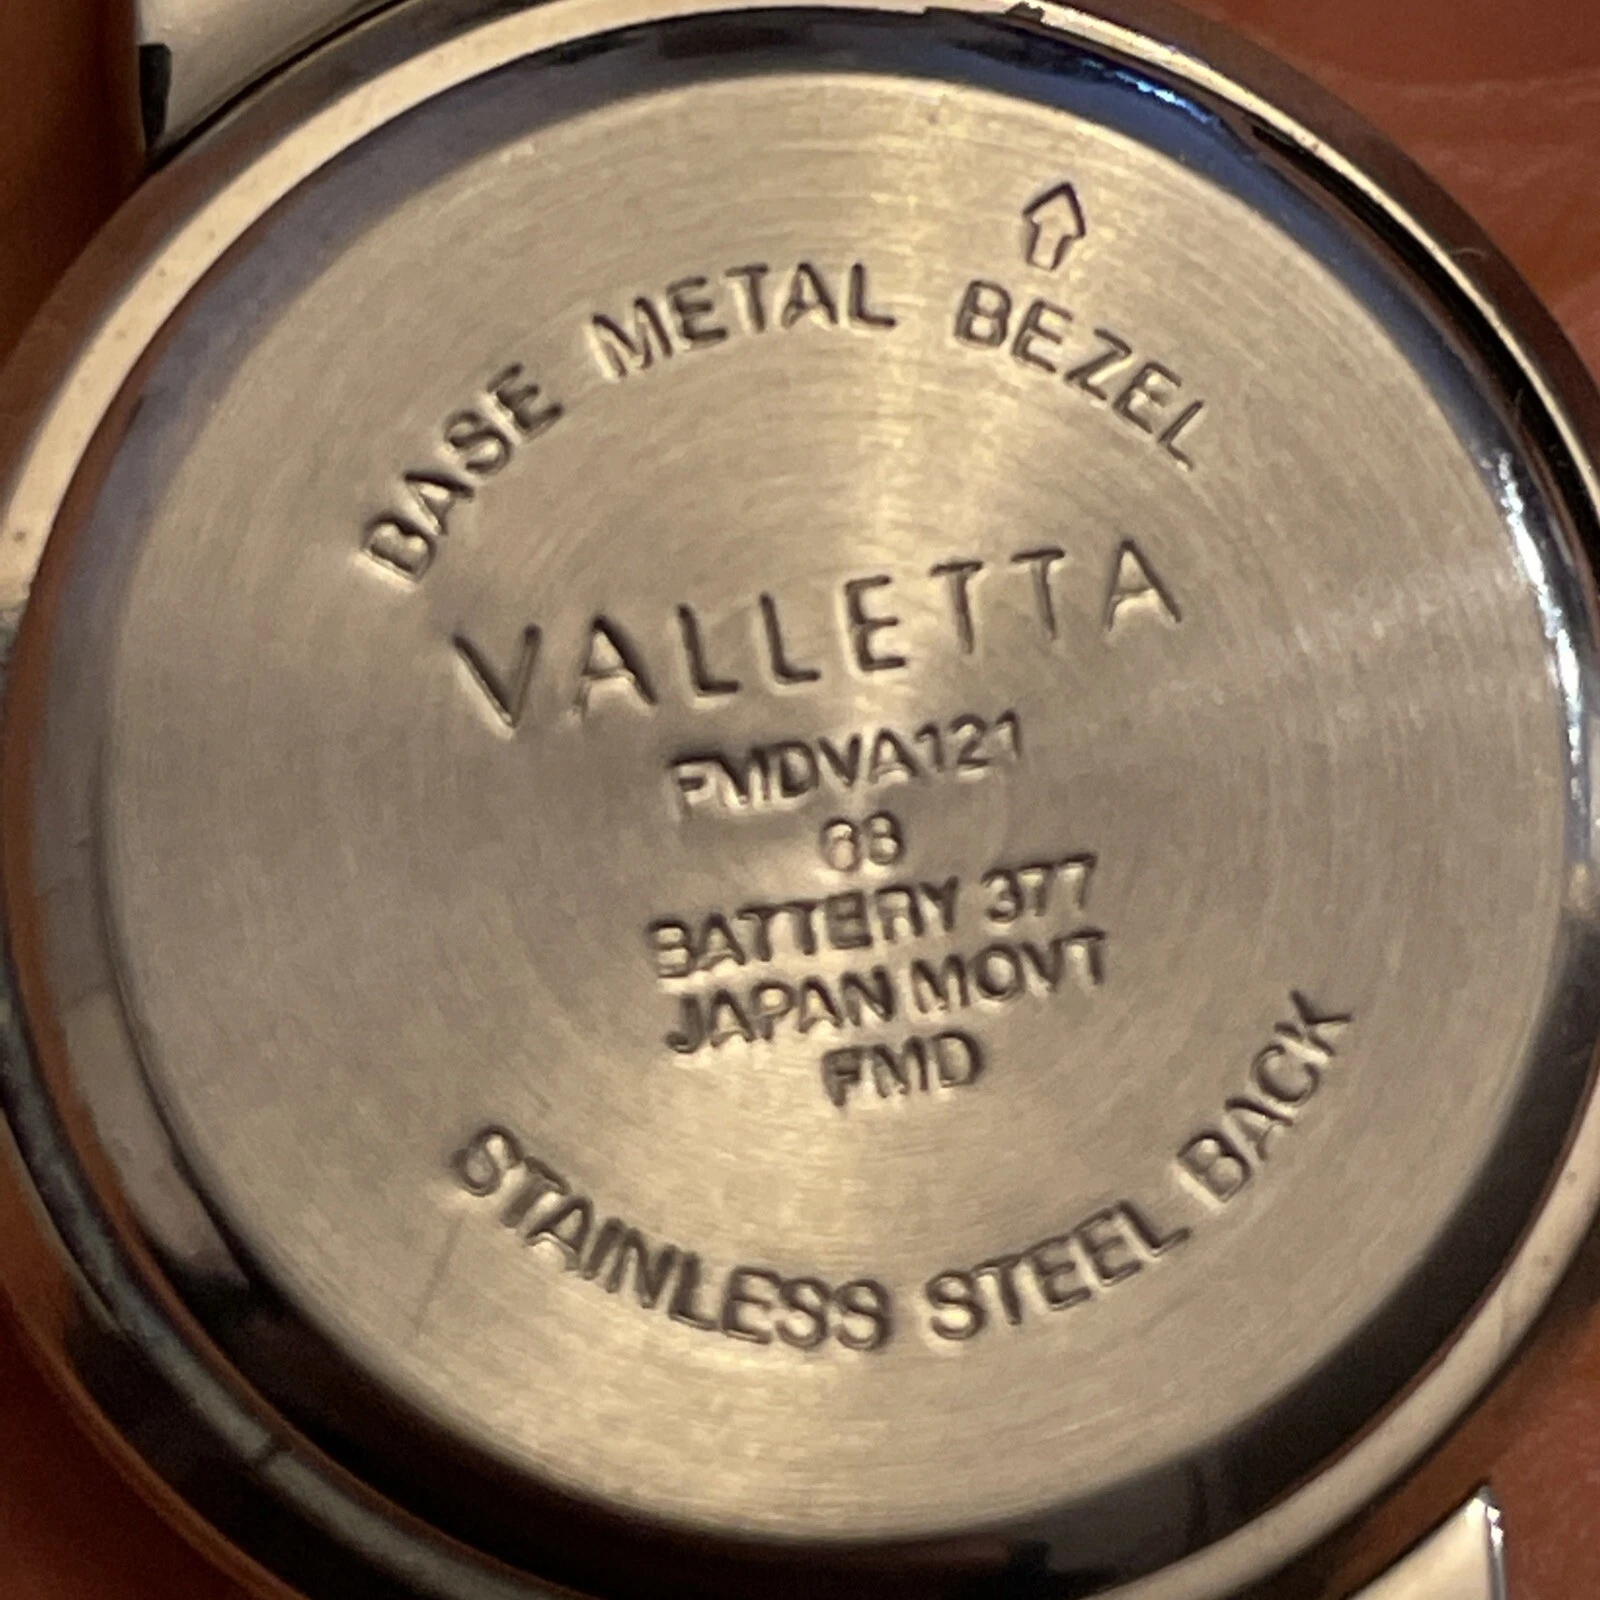 BASE METAL BEZEL
VALLETTA
FMDVA121
68
BATTERY 377
JAPAN MOVT
FMD
STAINLESS STEEL BACK